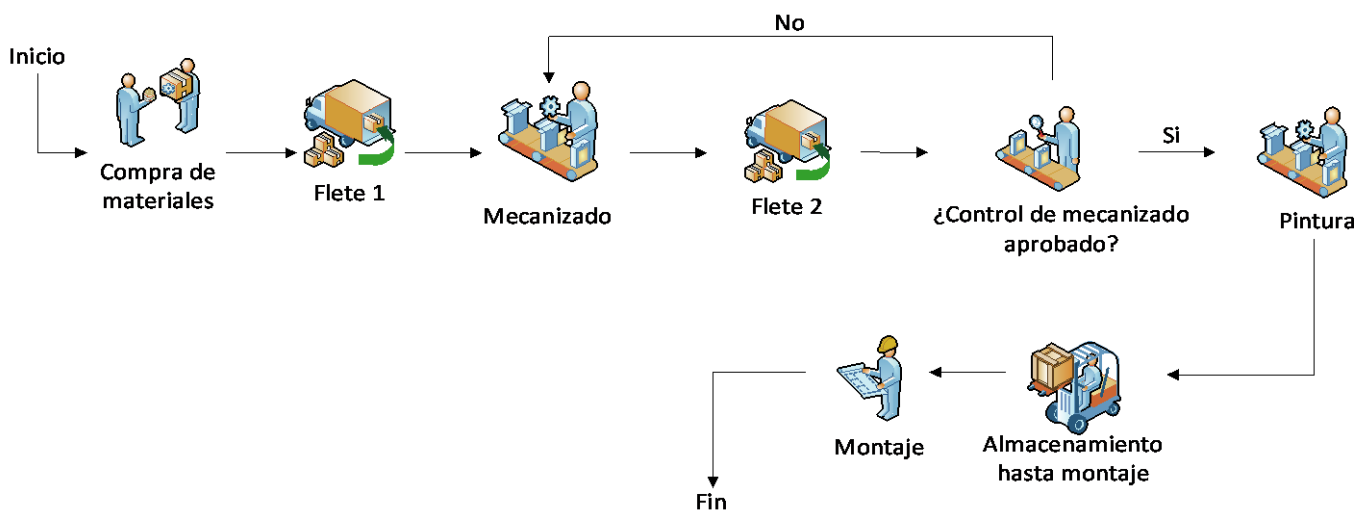 No
Inicio
Si
Compra de
materiales
Flete 1
Mecanizado
Flete 2
¿Control de mecanizado
aprobado?
Pintura
Montaje
Almacenamiento
hasta montaje
Fin